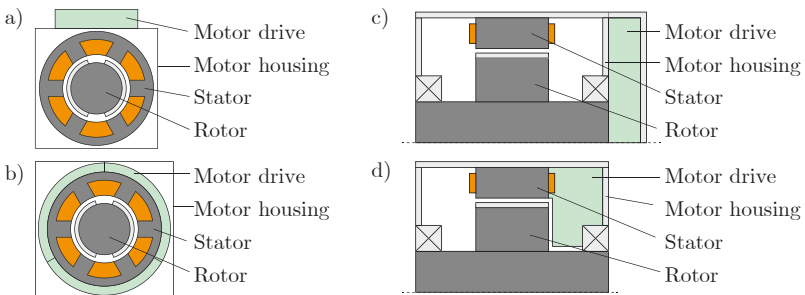 a)
Motor drive
Motor housing
Stator
Rotor
b)
Motor drive
Motor housing
Stator
Rotor
c)
Motor drive
Motor housing
Stator
Rotor
d)
Motor drive
Motor housing
Stator
Rotor